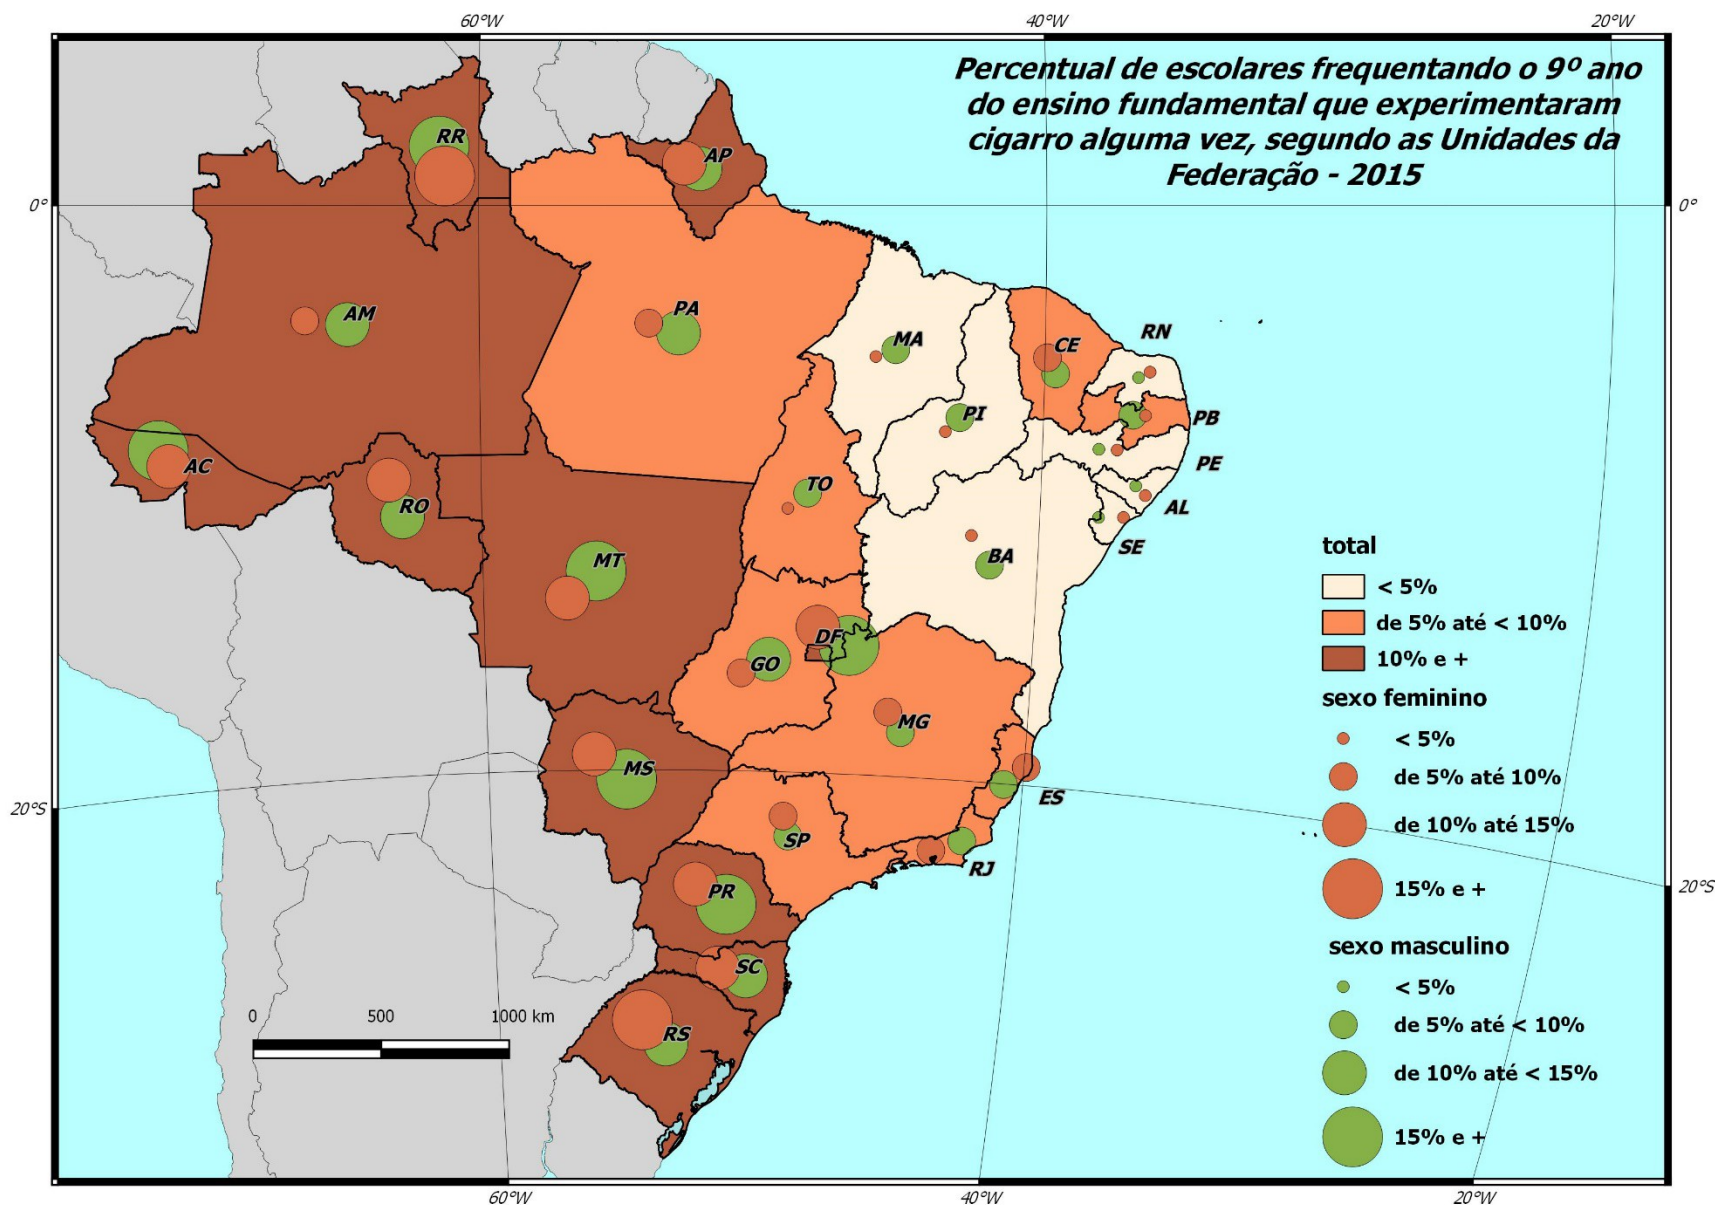 60°W 40°W 20°W
Percentual de escolares frequentando o 9º ano
do ensino fundamental que experimentaram
cigarro alguma vez, segundo as Unidades da
Federação - 2015
RR
AP
0° 0°
AM
PA
MA
CE
RN
PI
PB
AC
PE
TO
RO
AL
SE
MT
BA
DF
GO
MG
MS
ES
20°S
SP
RJ
PR
20°S
SC
RS
total
< 5%
de 5% até < 10%
10% e +
sexo feminino
< 5%
de 5% até 10%
de 10% até 15%
15% e +
sexo masculino
< 5%
de 5% até < 10%
de 10% até < 15%
15% e +
0 500 1000 km
60°W 40°W 20°W